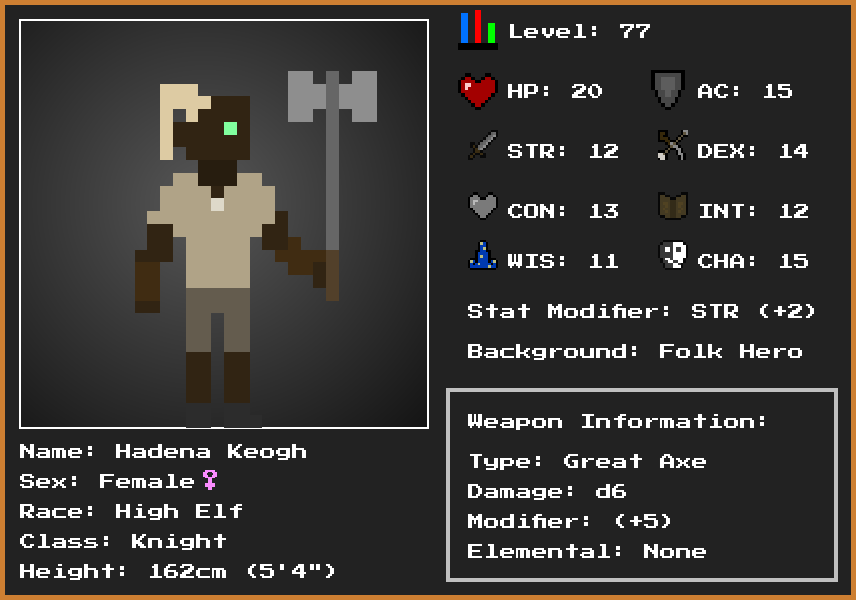 Level: 77
HP: 20 AC: 15
STR: 12 DEX: 14
CON: 13 INT: 12
WIS: 11 CHA: 15
Stat Modifier: STR (+2)
Background: Folk Hero
Weapon Information:
Type: Great Axe
Damage: d6
Modifier: (+5)
Elemental: None
Name: Hadena Keogh
Sex: Female♀
Race: High Elf
Class: Knight
Height: 162cm (5'4")